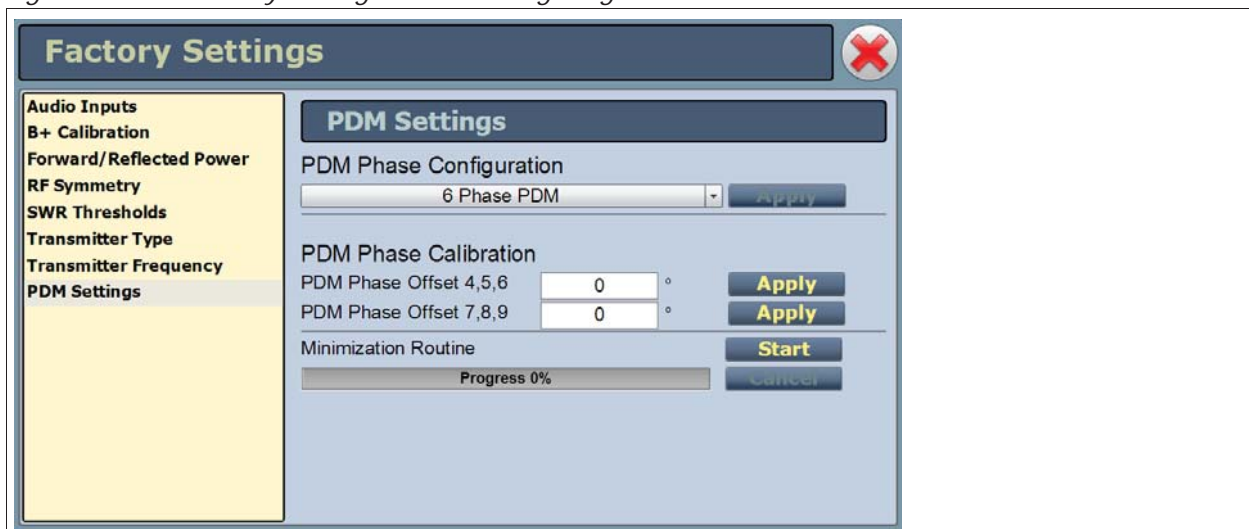 Factory Settings
Audio Inputs
B+ Calibration
Forward/Reflected Power
RF Symmetry
SWR Thresholds
Transmitter Type
Transmitter Frequency
PDM Settings
PDM Settings
PDM Phase Configuration
6 Phase PDM Apply
PDM Phase Calibration
PDM Phase Offset 4,5,6 0 ° Apply
PDM Phase Offset 7,8,9 0 ° Apply
Minimization Routine Start
Progress 0% Cancel